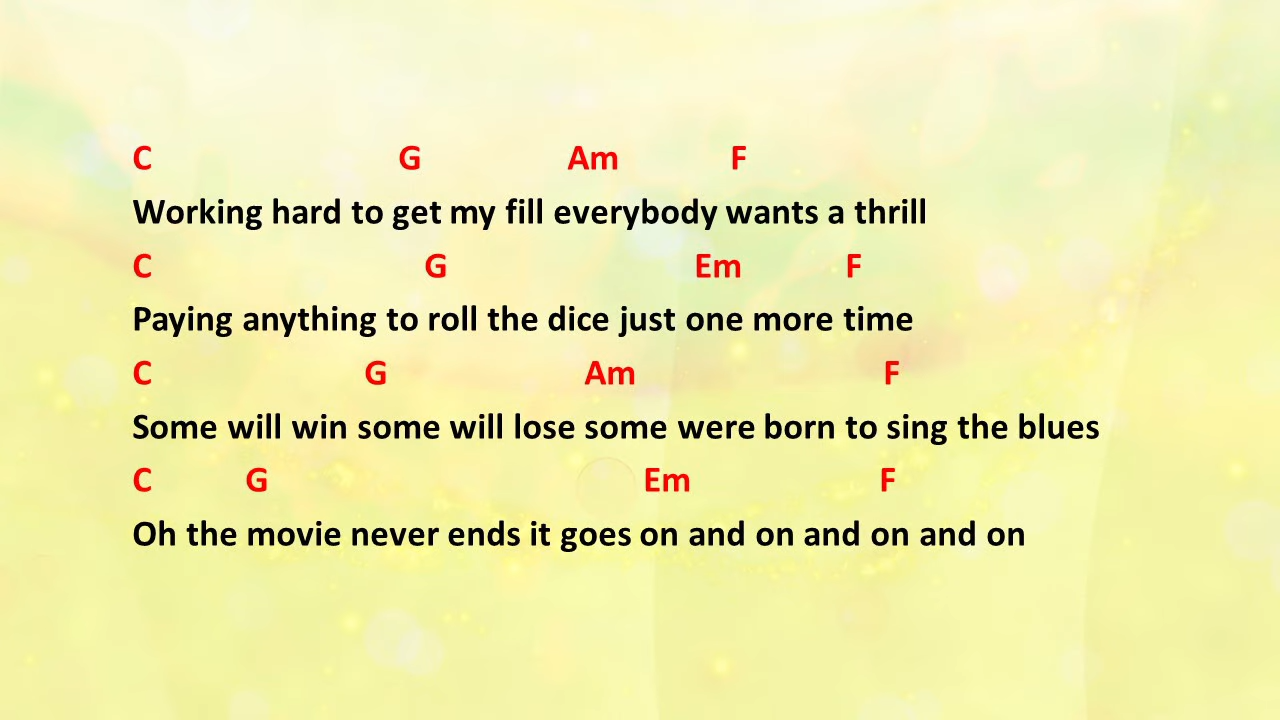 C G Am F
Working hard to get my fill everybody wants a thrill
C G Em F
Paying anything to roll the dice just one more time
C G Am F
Some will win some will lose some were born to sing the blues
C G Em F
Oh the movie never ends it goes on and on and on and on